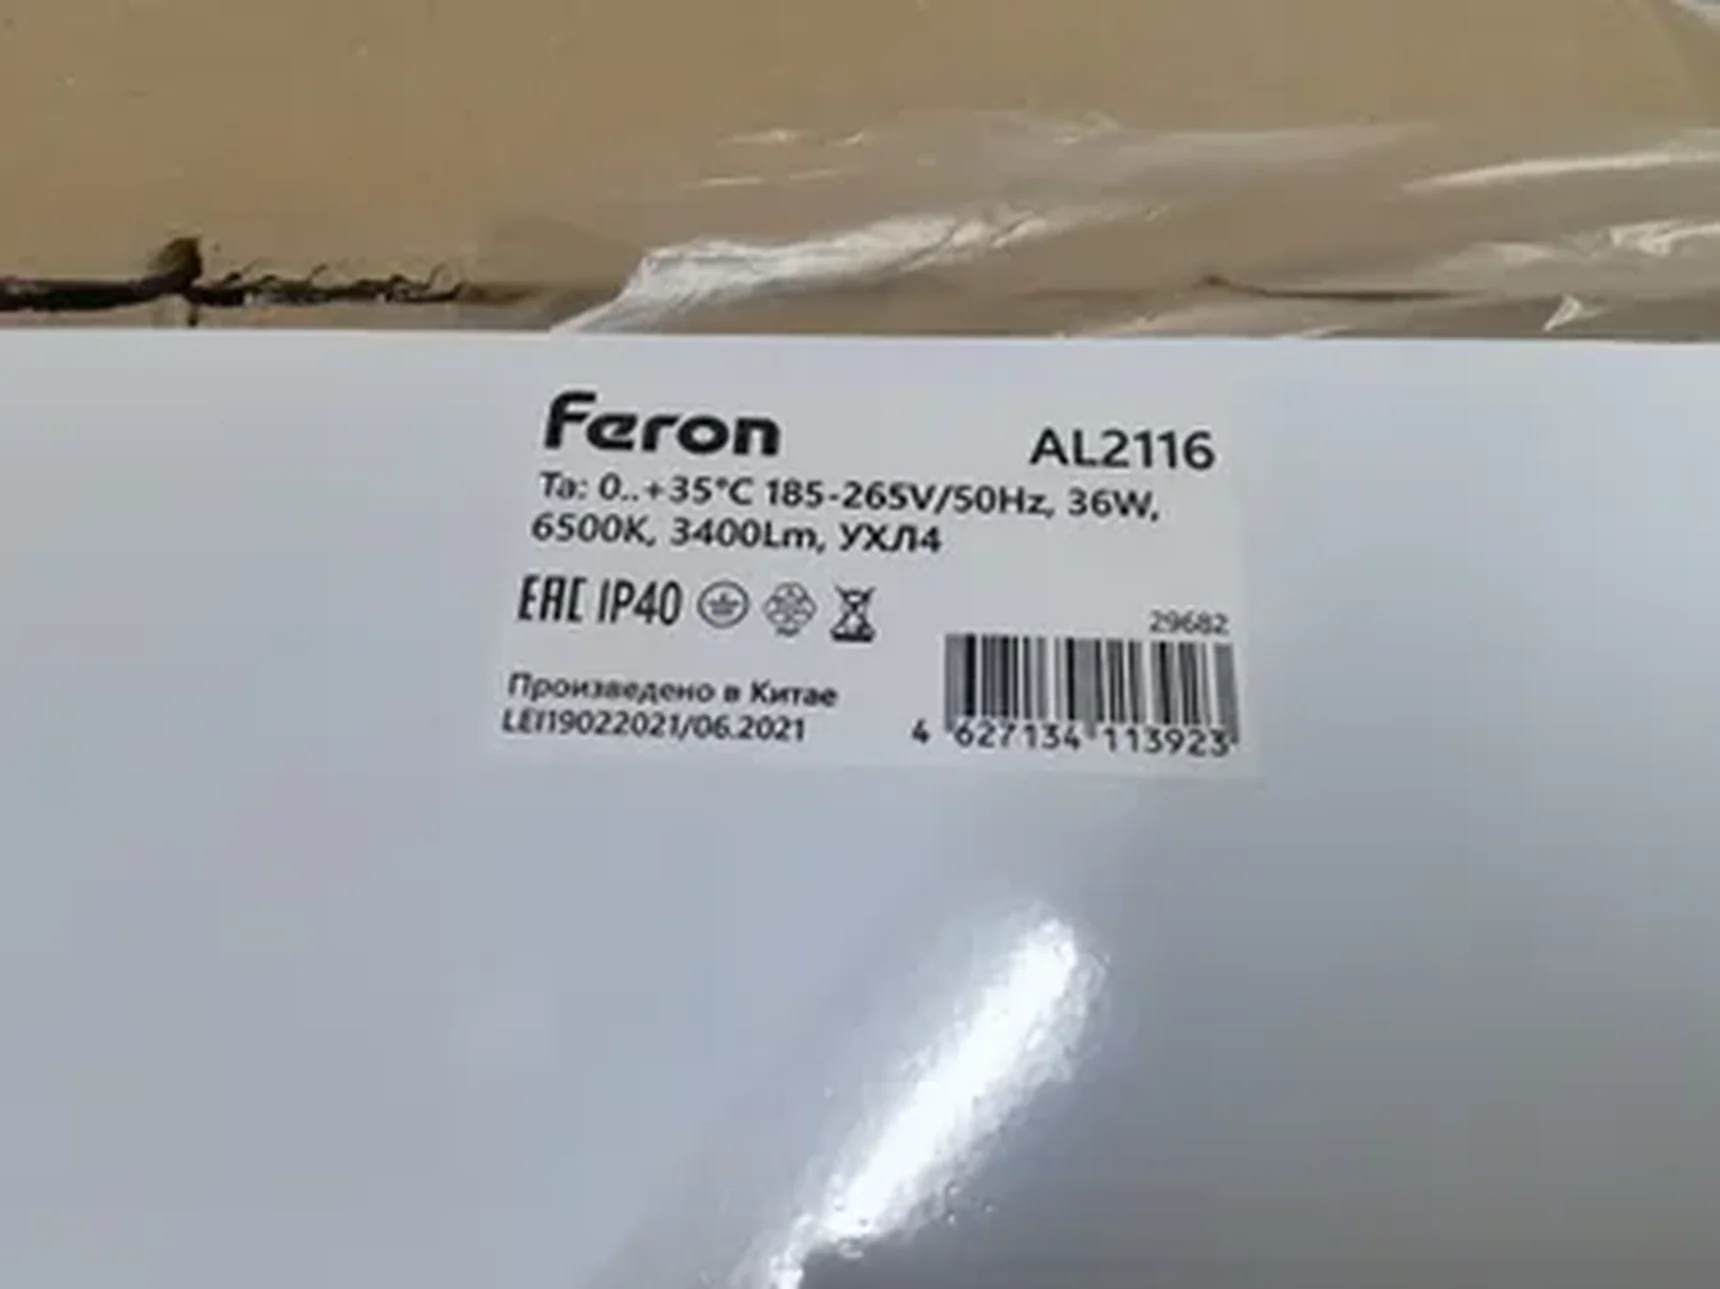 Feron AL2116
Ta: 0..+35°C 185-265V/50Hz, 36W,
6500K, 3400Lm, УХЛ4
EAC IP40
29682
Произведено в Китае
LEI19022021/06.2021
4 627134 113923